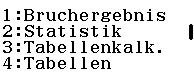 1:Bruchergebnis
2:Statistik
3:Tabellenkalk.
4:Tabellen